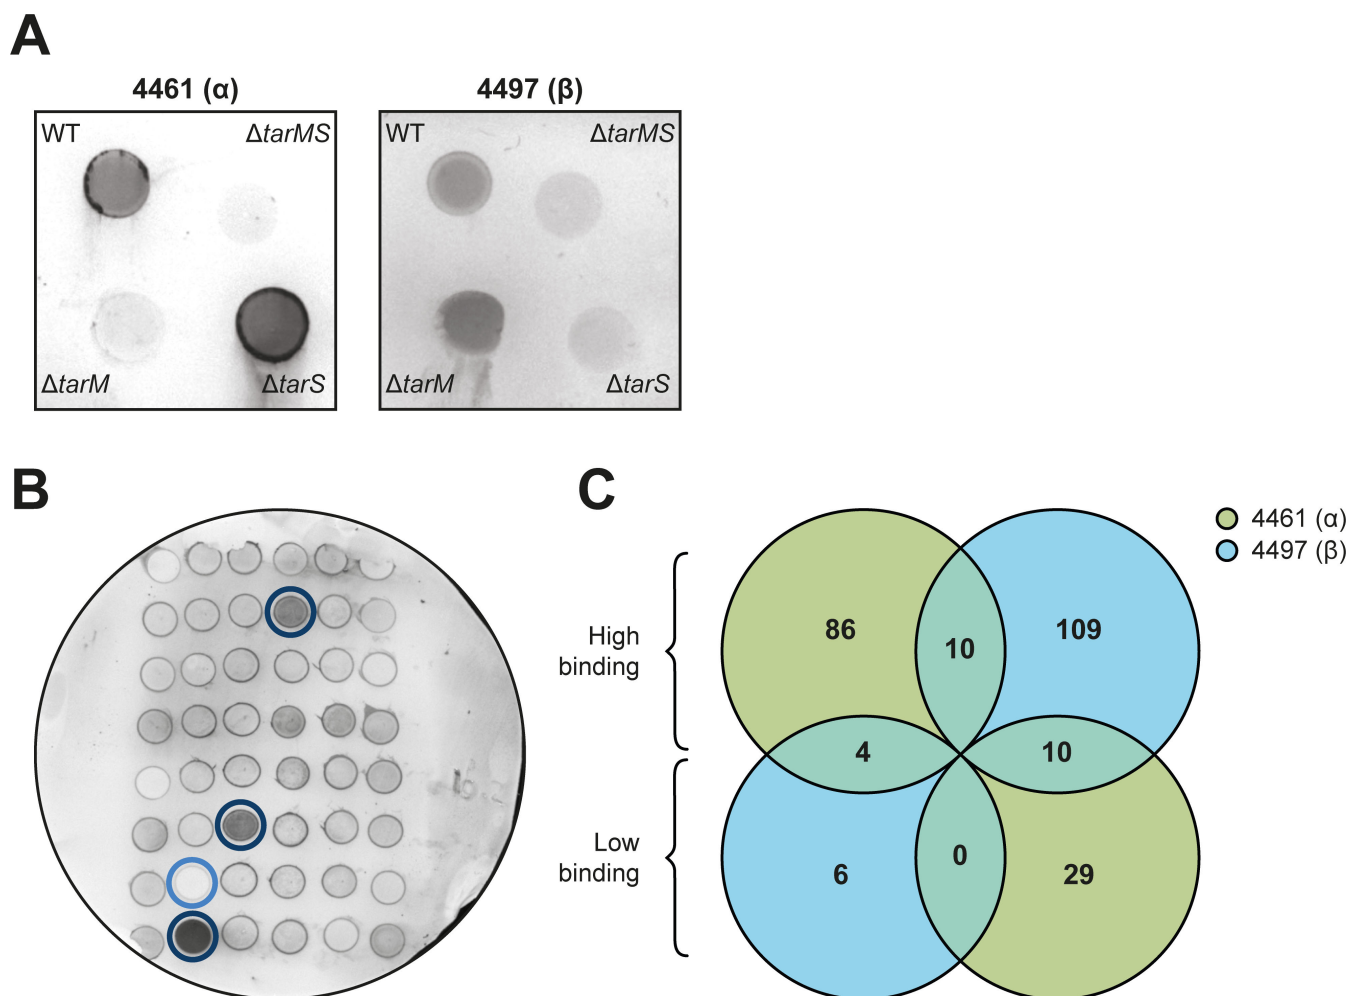 A
4461 (α)
4497 (β)
WT
ΔtarMS
WT
ΔtarMS
ΔtarM
ΔtarS
ΔtarM
ΔtarS
B
C
4461 (α)
4497 (β)
High
binding
86
10
109
4
10
Low
binding
6
0
29